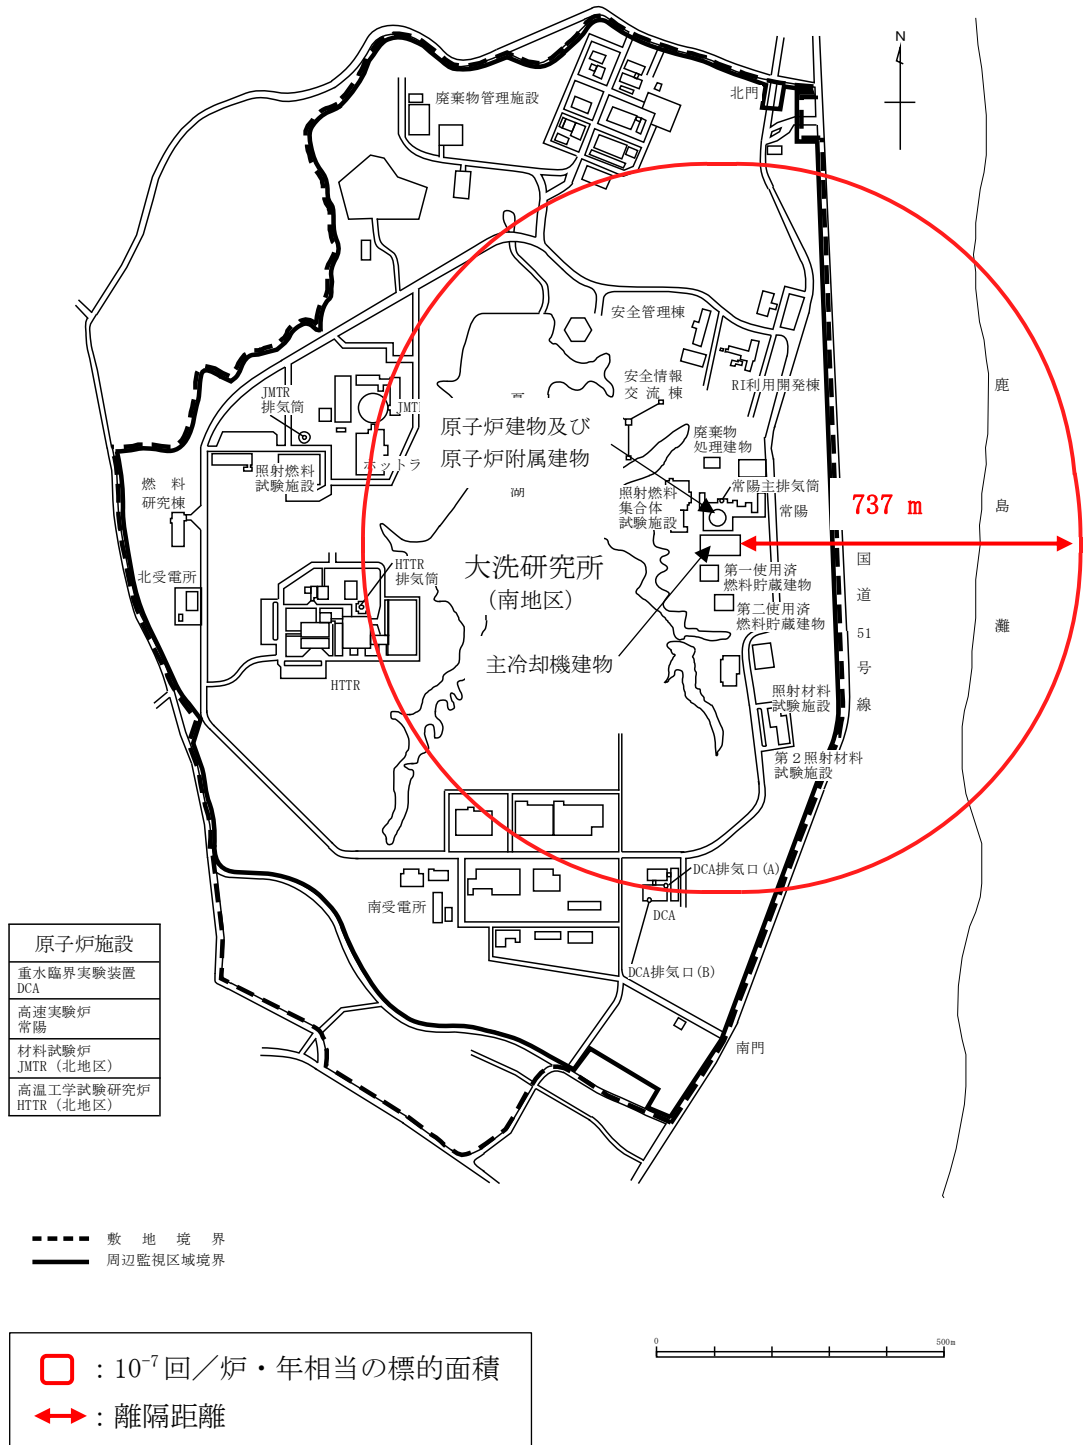 N
北門
廃棄物管理施設
安全管理棟
安全情報
交流棟
RI利用開発棟
鹿
島
灘
JMTR
排気筒
JMT
夏
湖
原子炉建物及び
原子炉附属建物
廃棄物
処理建物
ホットラ
照射燃料
試験施設
燃料
研究棟
照射燃料
集合体
試験施設
常陽主排気筒
常陽
737 m
大洗研究所
(南地区)
HTTR
排気筒
北受電所
第一使用済
燃料貯蔵建物
第二使用済
燃料貯蔵建物
国
道
51
号
線
主冷却機建物
HTTR
照射材料
試験施設
第2照射材料
試験施設
DCA排気口(A)
南受電所
DCA
DCA排気口(B)
南門
原子炉施設
重水臨界実験装置
DCA
高速実験炉
常陽
材料試験炉
JMTR (北地区)
高温工学試験研究炉
HTTR (北地区)
敷地境界
周辺監視区域境界
：10⁻⁷回／炉・年相当の標的面積
：離隔距離
0 500m